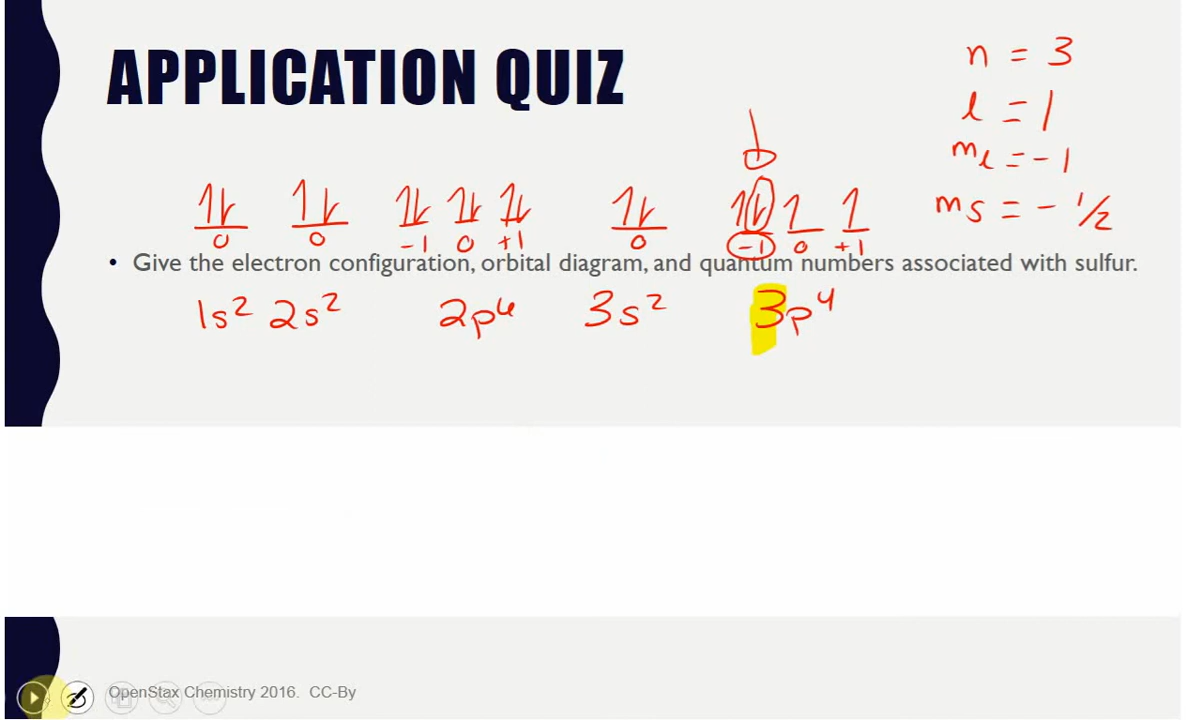 APPLICATION QUIZ
n = 3
l = 1
ml = -1
ms = - 1/2
1s² 2s² 2p⁶ 3s² 3p⁴
0 0 -1 0 +1 0 -1 0 +1
• Give the electron configuration, orbital diagram, and quantum numbers associated with sulfur.
OpenStax Chemistry 2016. CC-By